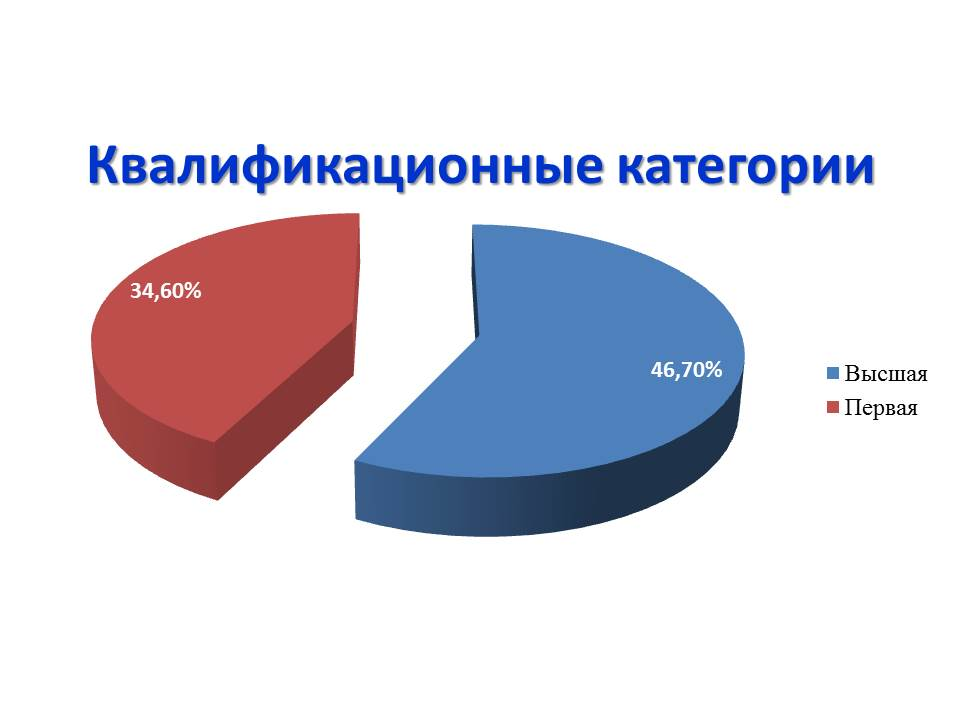 Квалификационные категории
34,60%
46,70%
Высшая
Первая